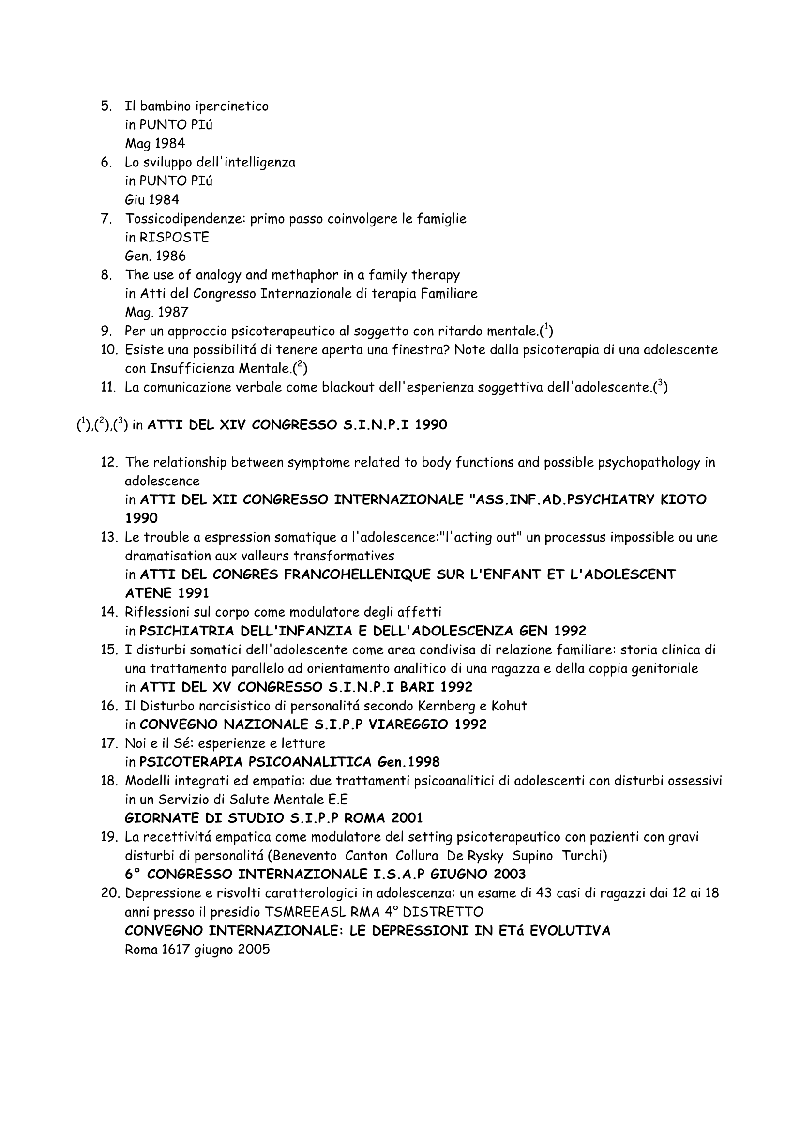 5. Il bambino ipercinetico
in PUNTO PIú
Mag 1984
6. Lo sviluppo dell'intelligenza
in PUNTO PIú
Giu 1984
7. Tossicodipendenze: primo passo coinvolgere le famiglie
in RISPOSTE
Gen. 1986
8. The use of analogy and methaphor in a family therapy
in Atti del Congresso Internazionale di terapia Familiare
Mag. 1987
9. Per un approccio psicoterapeutico al soggetto con ritardo mentale.(¹)
10. Esiste una possibilitá di tenere aperta una finestra? Note dalla psicoterapia di una adolescente
con Insufficienza Mentale.(²)
11. La comunicazione verbale come blackout dell'esperienza soggettiva dell'adolescente.(³)
(¹),(²),(³) in ATTI DEL XIV CONGRESSO S.I.N.P.I 1990
12. The relationship between symptome related to body functions and possible psychopathology in
adolescence
in ATTI DEL XII CONGRESSO INTERNAZIONALE "ASS.INF.AD.PSYCHIATRY KIOTO
1990
13. Le trouble a espression somatique a l'adolescence:"l'acting out" un processus impossible ou une
dramatisation aux valleurs transformatives
in ATTI DEL CONGRES FRANCOHELLENIQUE SUR L'ENFANT ET L'ADOLESCENT
ATENE 1991
14. Riflessioni sul corpo come modulatore degli affetti
in PSICHIATRIA DELL'INFANZIA E DELL'ADOLESCENZA GEN 1992
15. I disturbi somatici dell'adolescente come area condivisa di relazione familiare: storia clinica di
una trattamento parallelo ad orientamento analitico di una ragazza e della coppia genitoriale
in ATTI DEL XV CONGRESSO S.I.N.P.I BARI 1992
16. Il Disturbo narcisistico di personalitá secondo Kernberg e Kohut
in CONVEGNO NAZIONALE S.I.P.P VIAREGGIO 1992
17. Noi e il Sé: esperienze e letture
in PSICOTERAPIA PSICOANALITICA Gen.1998
18. Modelli integrati ed empatia: due trattamenti psicoanalitici di adolescenti con disturbi ossessivi
in un Servizio di Salute Mentale E.E
GIORNATE DI STUDIO S.I.P.P ROMA 2001
19. La recettivitá empatica come modulatore del setting psicoterapeutico con pazienti con gravi
disturbi di personalitá (Benevento Canton Collura De Rysky Supino Turchi)
6° CONGRESSO INTERNAZIONALE I.S.A.P GIUGNO 2003
20. Depressione e risvolti caratterologici in adolescenza: un esame di 43 casi di ragazzi dai 12 ai 18
anni presso il presidio TSMREEASL RMA 4° DISTRETTO
CONVEGNO INTERNAZIONALE: LE DEPRESSIONI IN ETá EVOLUTIVA
Roma 1617 giugno 2005